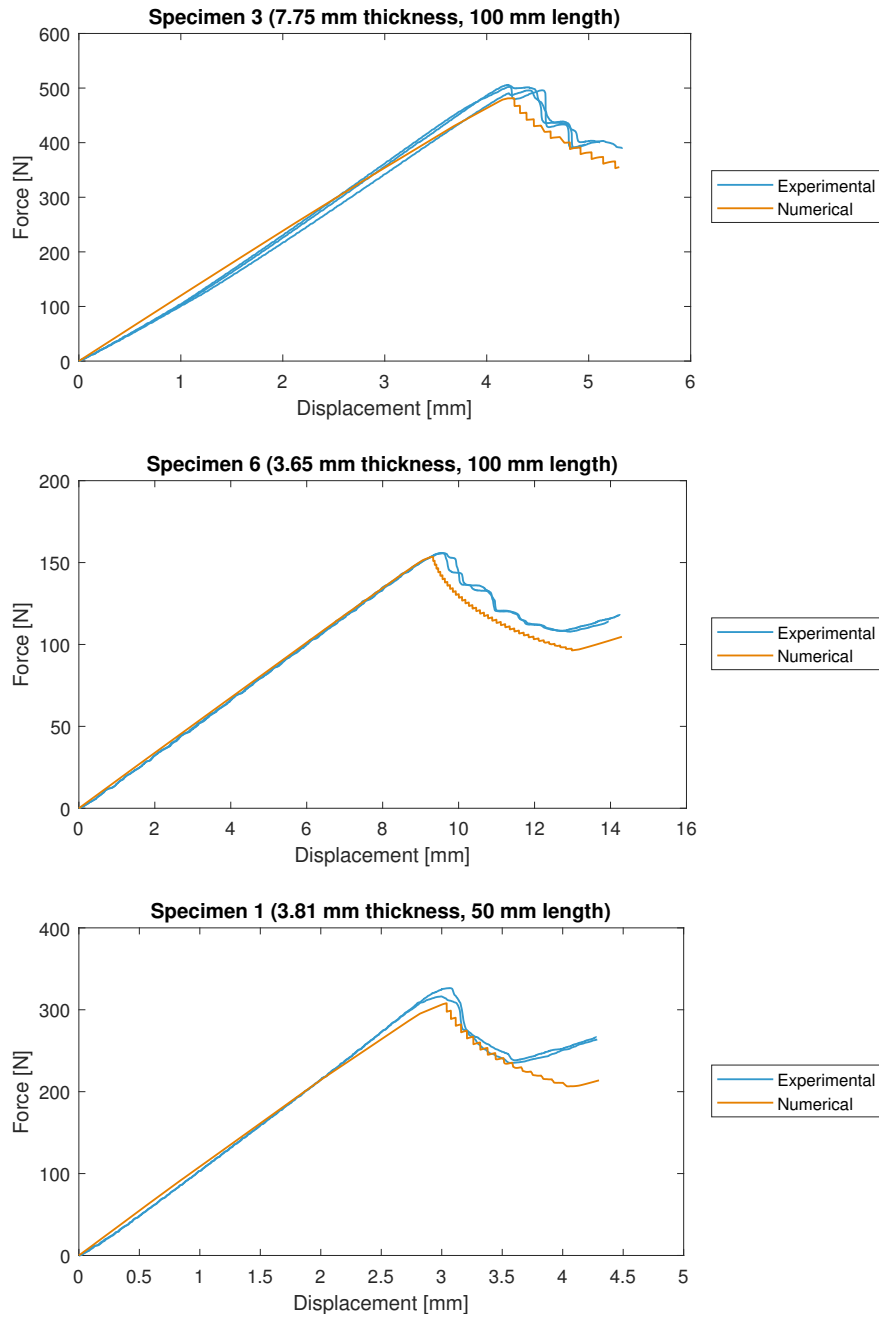 Specimen 3 (7.75 mm thickness, 100 mm length)
600
500
400
300
200
100
0
Force [N]
0 1 2 3 4 5 6
Displacement [mm]
Experimental
Numerical
Specimen 6 (3.65 mm thickness, 100 mm length)
200
150
100
50
0
Force [N]
0 2 4 6 8 10 12 14 16
Displacement [mm]
Experimental
Numerical
Specimen 1 (3.81 mm thickness, 50 mm length)
400
300
200
100
0
Force [N]
0 0.5 1 1.5 2 2.5 3 3.5 4 4.5 5
Displacement [mm]
Experimental
Numerical